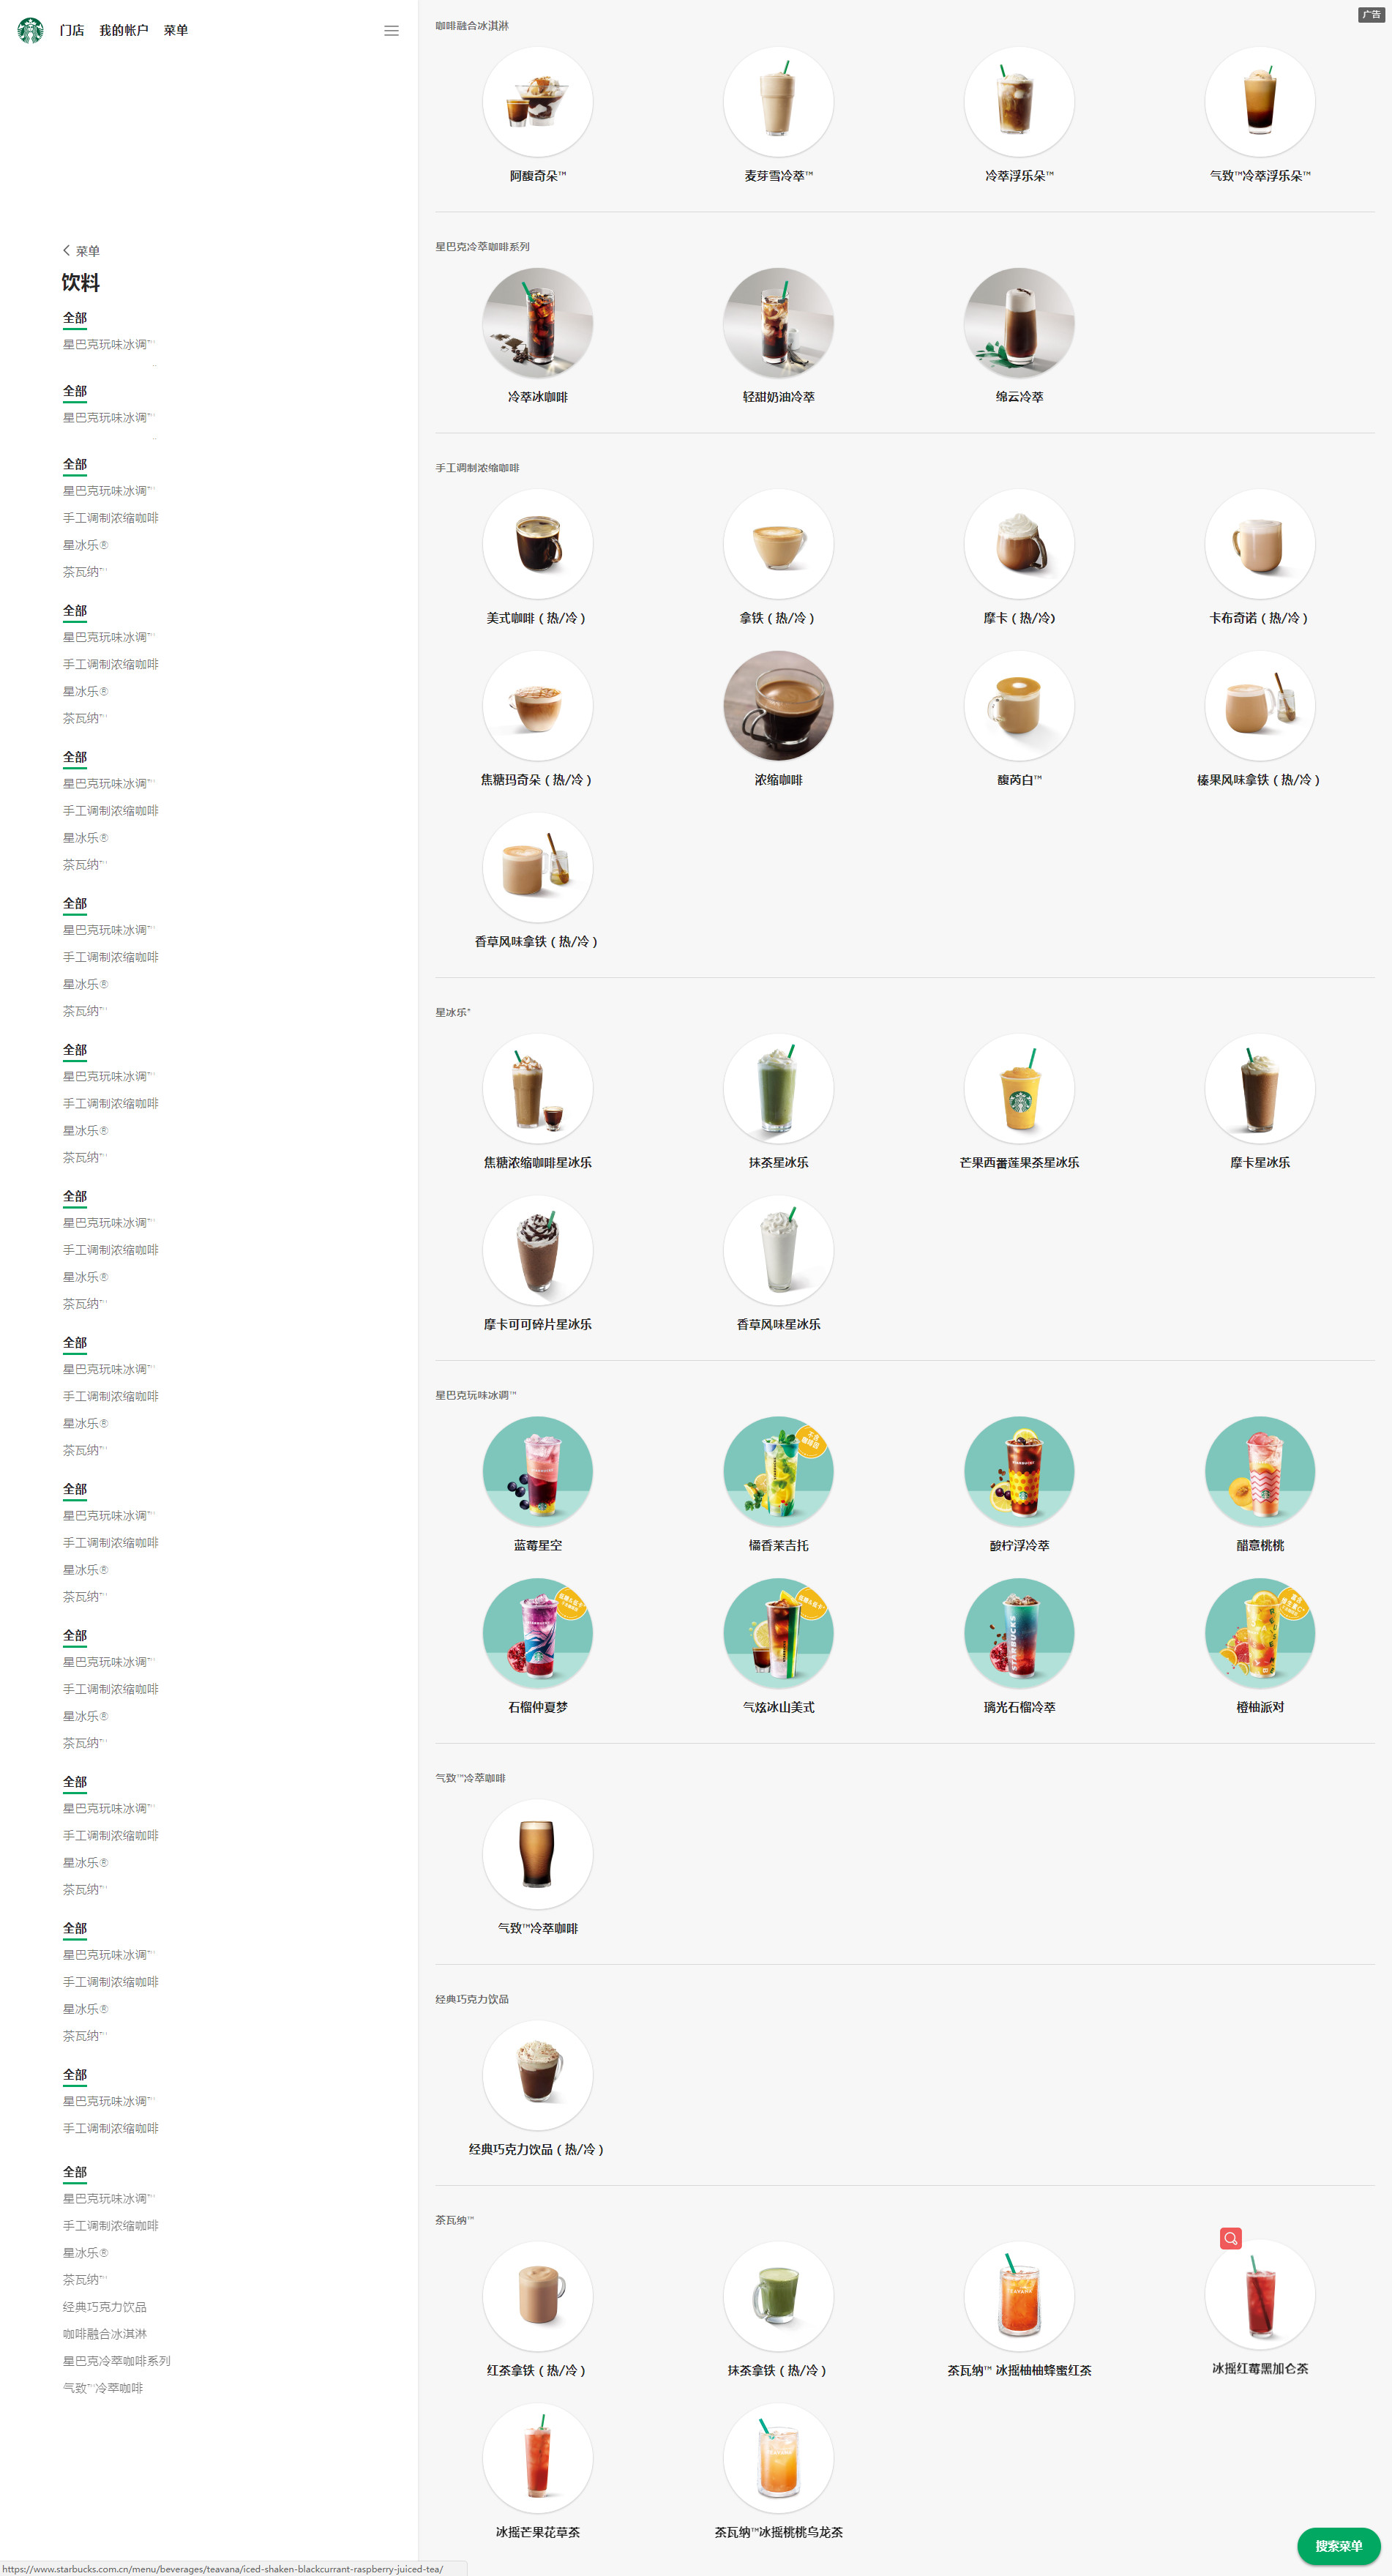 门店 我的帐户 菜单
菜单
饮料
全部
星巴克玩味冰调™
全部
星巴克玩味冰调™
全部
星巴克玩味冰调™
手工调制浓缩咖啡
星冰乐®
茶瓦纳™
全部
星巴克玩味冰调™
手工调制浓缩咖啡
星冰乐®
茶瓦纳™
全部
星巴克玩味冰调™
手工调制浓缩咖啡
星冰乐®
茶瓦纳™
全部
星巴克玩味冰调™
手工调制浓缩咖啡
星冰乐®
茶瓦纳™
全部
星巴克玩味冰调™
手工调制浓缩咖啡
星冰乐®
茶瓦纳™
全部
星巴克玩味冰调™
手工调制浓缩咖啡
星冰乐®
茶瓦纳™
全部
星巴克玩味冰调™
手工调制浓缩咖啡
星冰乐®
茶瓦纳™
全部
星巴克玩味冰调™
手工调制浓缩咖啡
星冰乐®
茶瓦纳™
全部
星巴克玩味冰调™
手工调制浓缩咖啡
星冰乐®
茶瓦纳™
全部
星巴克玩味冰调™
手工调制浓缩咖啡
星冰乐®
茶瓦纳™
全部
星巴克玩味冰调™
手工调制浓缩咖啡
星冰乐®
茶瓦纳™
全部
星巴克玩味冰调™
手工调制浓缩咖啡
全部
星巴克玩味冰调™
手工调制浓缩咖啡
星冰乐®
茶瓦纳™
经典巧克力饮品
咖啡融合冰淇淋
星巴克冷萃咖啡系列
气致™冷萃咖啡
广告
咖啡融合冰淇淋
阿馥奇朵™ 麦芽雪冷萃™ 冷萃浮乐朵™ 气致™冷萃浮乐朵™
星巴克冷萃咖啡系列
冷萃冰咖啡 轻甜奶油冷萃 绵云冷萃
手工调制浓缩咖啡
美式咖啡（热/冷） 拿铁（热/冷） 摩卡（热/冷） 卡布奇诺（热/冷）
焦糖玛奇朵（热/冷） 浓缩咖啡 馥芮白™ 榛果风味拿铁（热/冷）
香草风味拿铁（热/冷）
星冰乐®
焦糖浓缩咖啡星冰乐 抹茶星冰乐 芒果西番莲果茶星冰乐 摩卡星冰乐
摩卡可可碎片星冰乐 香草风味星冰乐
星巴克玩味冰调™
蓝莓星空 橘香茉吉托 酸柠浮冷萃 醋意桃桃
石榴仲夏梦 气炫冰山美式 璃光石榴冷萃 橙柚派对
气致™冷萃咖啡
气致™冷萃咖啡
经典巧克力饮品
经典巧克力饮品（热/冷）
茶瓦纳™
红茶拿铁（热/冷） 抹茶拿铁（热/冷） 茶瓦纳™ 冰摇柚柚蜂蜜红茶 冰摇红莓黑加仑茶
冰摇芒果花草茶 茶瓦纳™冰摇桃桃乌龙茶
搜索菜单
https://www.starbucks.com.cn/menu/beverages/teavana/iced-shaken-blackcurrant-raspberry-juiced-tea/